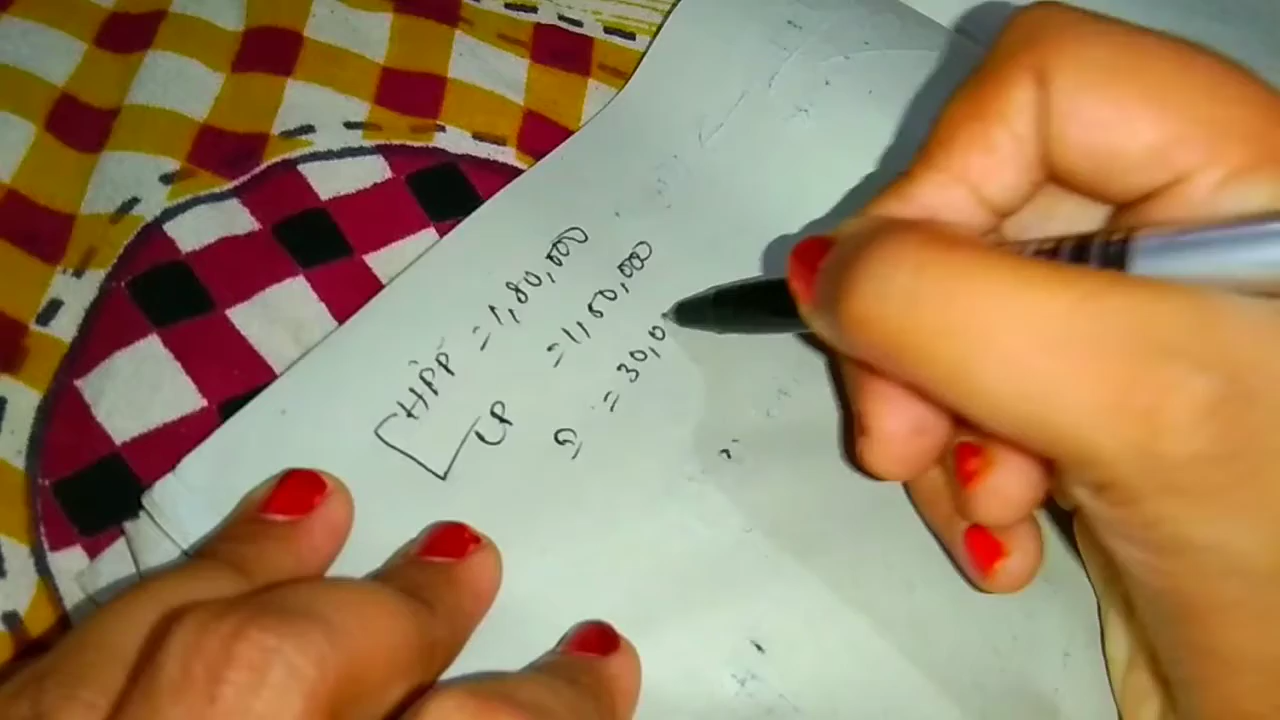 HPP = 1,80,000
CP = 1,50,000
= 30,0